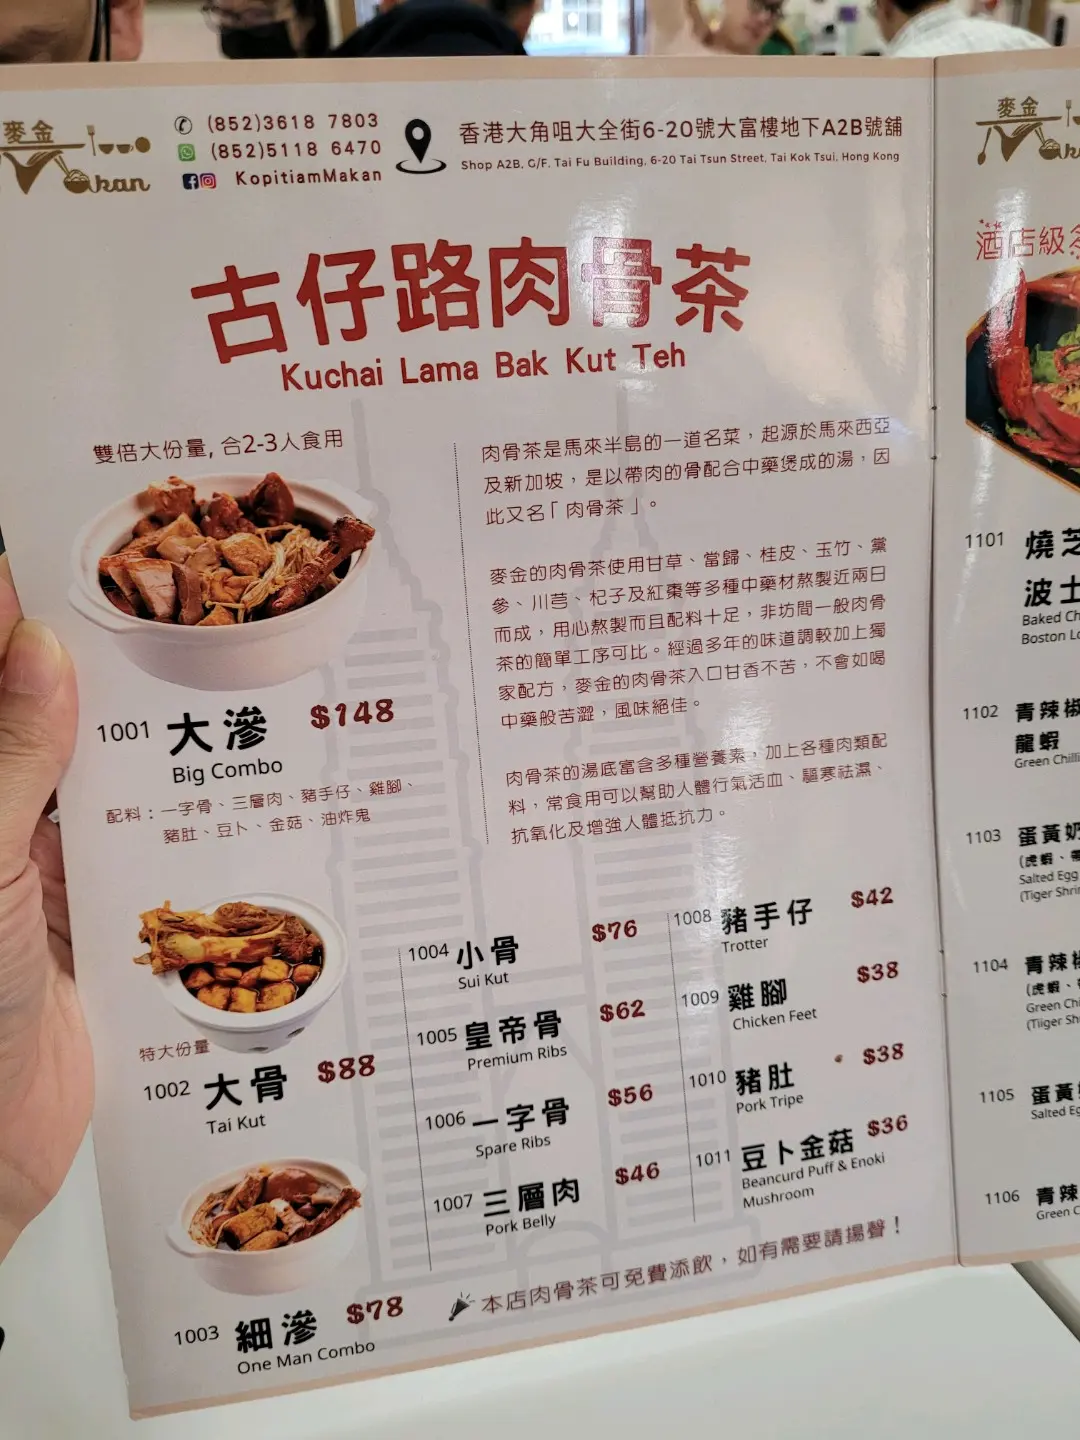 麥金
Makan
(852)3618 7803
(852)5118 6470
KopitiamMakan
香港大角咀大全街6-20號大富樓地下A2B號舖
Shop A2B, G/F, Tai Fu Building, 6-20 Tai Tsun Street, Tai Kok Tsui, Hong Kong
古仔路肉骨茶
Kuchai Lama Bak Kut Teh
雙倍大份量, 合2-3人食用
1001 大滲 $148
Big Combo
配料：一字骨、三層肉、豬手仔、雞腳、
豬肚、豆卜、金菇、油炸鬼
肉骨茶是馬來半島的一道名菜，起源於馬來西亞
及新加坡，是以帶肉的骨配合中藥煲成的湯，因
此又名「肉骨茶」。
麥金的肉骨茶使用甘草、當歸、桂皮、玉竹、黨
參、川芎、杞子及紅棗等多種中藥材熬製近兩日
而成，用心熬製而且配料十足，非坊間一般肉骨
茶的簡單工序可比。經過多年的味道調較加上獨
家配方，麥金的肉骨茶入口甘香不苦，不會如喝
中藥般苦澀，風味絕佳。
肉骨茶的湯底富含多種營養素，加上各種肉類配
料，常食用可以幫助人體行氣活血、驅寒祛濕、
抗氧化及增強人體抵抗力。
特大份量
1002 大骨 $88
Tai Kut
1003 細滲 $78
One Man Combo
1004 小骨 $76
Sui Kut
1005 皇帝骨 $62
Premium Ribs
1006 一字骨 $56
Spare Ribs
1007 三層肉 $46
Pork Belly
1008 豬手仔 $42
Trotter
1009 雞腳 $38
Chicken Feet
1010 豬肚 $38
Pork Tripe
1011 豆卜金菇 $36
Beancurd Puff & Enoki
Mushroom
本店肉骨茶可免費添飲，如有需要請揚聲！
麥金
酒店級
1101 燒芝
波士
Baked Ch
Boston Lo
1102 青辣椒
龍蝦
Green Chilli
1103 蛋黃奶
(虎蝦、
Salted Egg
(Tiger Shri
1104 青辣椒
(虎蝦、
Green Chi
(Tiiger Sh
1105 蛋黃
Salted Eg
1106 青辣
Green C